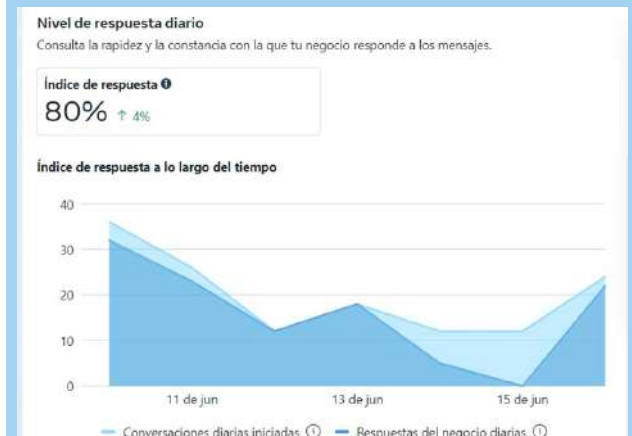 Nivel de respuesta diario
Consulta la rapidez y la constancia con la que tu negocio responde a los mensajes.
Índice de respuesta
80% ↑ 4%
Índice de respuesta a lo largo del tiempo
40
30
20
10
0
11 de jun 13 de jun 15 de jun
Conversaciones diarias iniciadas Respuestas del negocio diarias